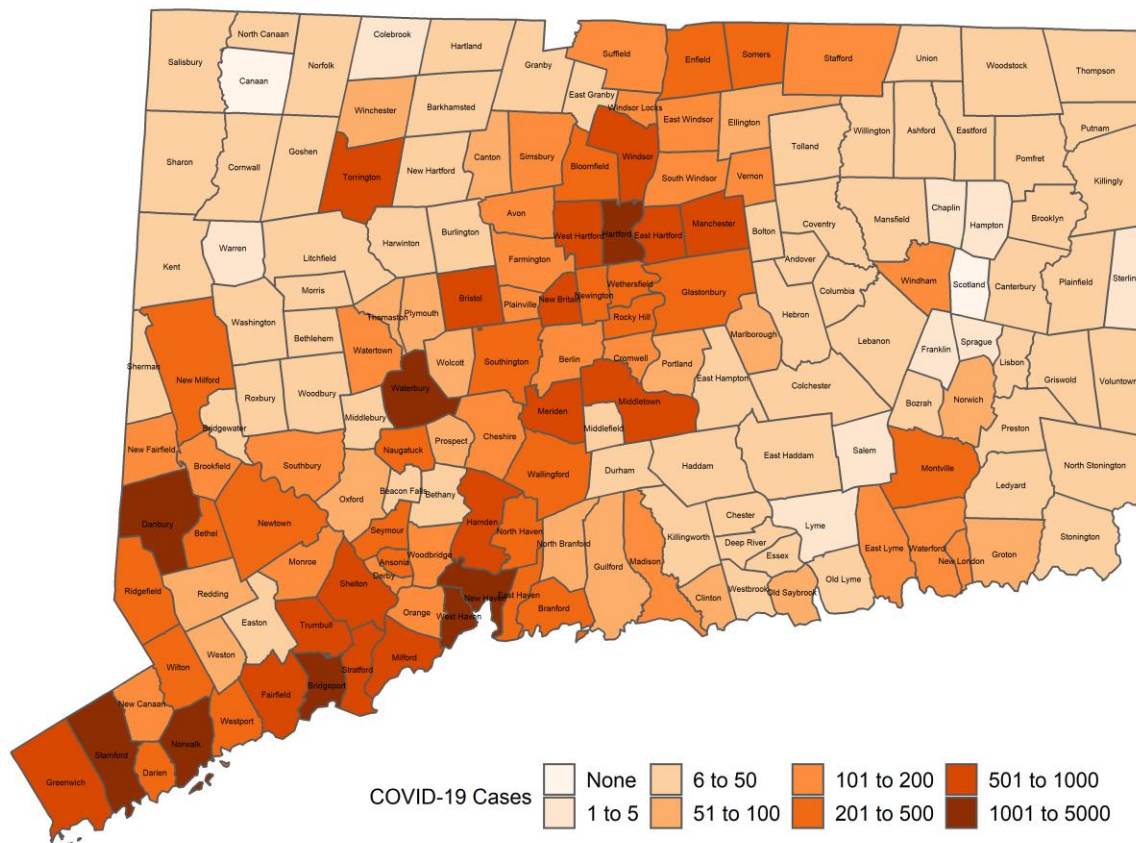 North Canaan
Colebrook
Hartland
Salisbury
Norfolk
Canaan
Granby
Suffield
Enfield
Somers
Stafford
Union
Woodstock
Thompson
East Granby
Winchester
Barkhamsted
Windsor Locks
East Windsor
Ellington
Willington
Ashford
Eastford
Putnam
Sharon
Cornwall
Goshen
Torrington
New Hartford
Canton
Simsbury
Bloomfield
Windsor
South Windsor
Vernon
Tolland
Pomfret
Killingly
Kent
Warren
Litchfield
Harwinton
Burlington
Avon
West Hartford
Hartford
East Hartford
Manchester
Bolton
Coventry
Mansfield
Chaplin
Hampton
Brooklyn
Morris
Farmington
Andover
Columbia
Windham
Scotland
Canterbury
Plainfield
Sterlin
Washington
Bethlehem
Thomaston
Plymouth
Bristol
Plainville
New Britain
Newington
Wethersfield
Rocky Hill
Glastonbury
Marlborough
Hebron
Lebanon
Franklin
Sprague
Lisbon
Griswold
Voluntown
Sherman
New Milford
Roxbury
Woodbury
Watertown
Waterbury
Wolcott
Southington
Berlin
Cromwell
Portland
East Hampton
Colchester
Bozrah
Norwich
Preston
Bridgewater
Middlebury
Meriden
Middletown
Middlefield
New Fairfield
Brookfield
Southbury
Naugatuck
Prospect
Cheshire
Wallingford
Durham
Haddam
East Haddam
Salem
Montville
Ledyard
North Stonington
Danbury
Bethel
Newtown
Oxford
Beacon Falls
Bethany
Hamden
North Haven
North Branford
Guilford
Madison
Killingworth
Chester
Deep River
Essex
Lyme
East Lyme
Waterford
New London
Groton
Stonington
Ridgefield
Redding
Monroe
Seymour
Ansonia
Derby
Woodbridge
Shelton
Orange
New Haven
West Haven
East Haven
Branford
Clinton
Westbrook
Old Saybrook
Old Lyme
Easton
Trumbull
Wilton
Weston
Fairfield
Bridgeport
Stratford
Milford
New Canaan
Westport
Greenwich
Stamford
Darien
Norwalk
COVID-19 Cases
None
1 to 5
6 to 50
51 to 100
101 to 200
201 to 500
501 to 1000
1001 to 5000